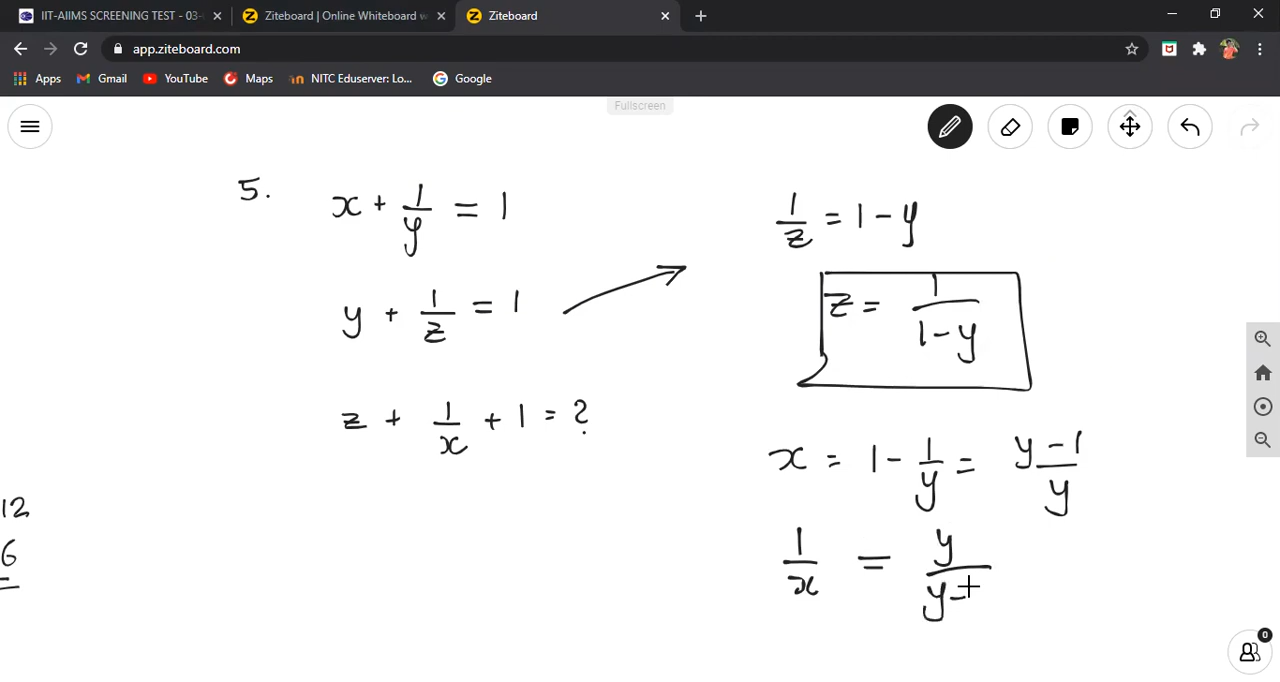 IIT-AIIMS SCREENING TEST - 03-
Ziteboard | Online Whiteboard w
Ziteboard
app.ziteboard.com
Apps Gmail YouTube Maps NITC Eduserver: Lo... Google
Fullscreen
5. x + 1/y = 1
y + 1/z = 1
z + 1/x + 1 = ?
1/z = 1 - y
z = 1/(1-y)
x = 1 - 1/y = (y-1)/y
1/x = y/(y-
12
6
0